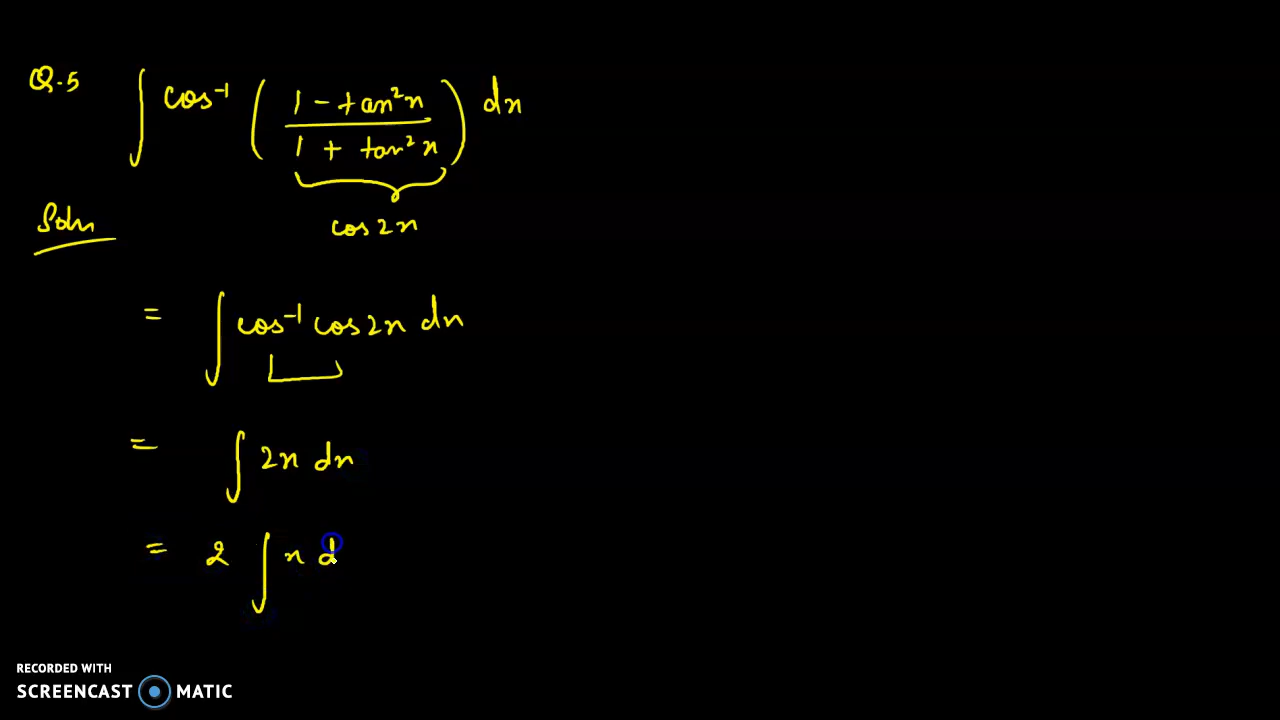 Q.5 ∫ cos⁻¹ ( (1 - tan²x) / (1 + tan²x) ) dx
cos 2x
Soln
= ∫ cos⁻¹ cos 2x dx
= ∫ 2x dx
= 2 ∫ x d
RECORDED WITH
SCREENCAST MATIC